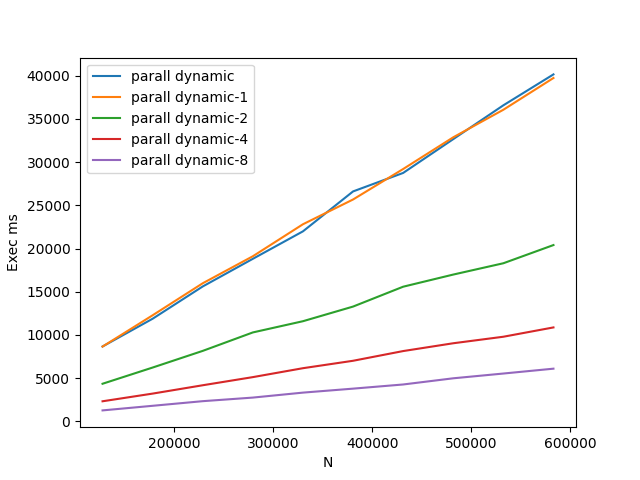 parall dynamic
parall dynamic-1
parall dynamic-2
parall dynamic-4
parall dynamic-8
40000
35000
30000
25000
20000
15000
10000
5000
0
Exec ms
200000 300000 400000 500000 600000
N